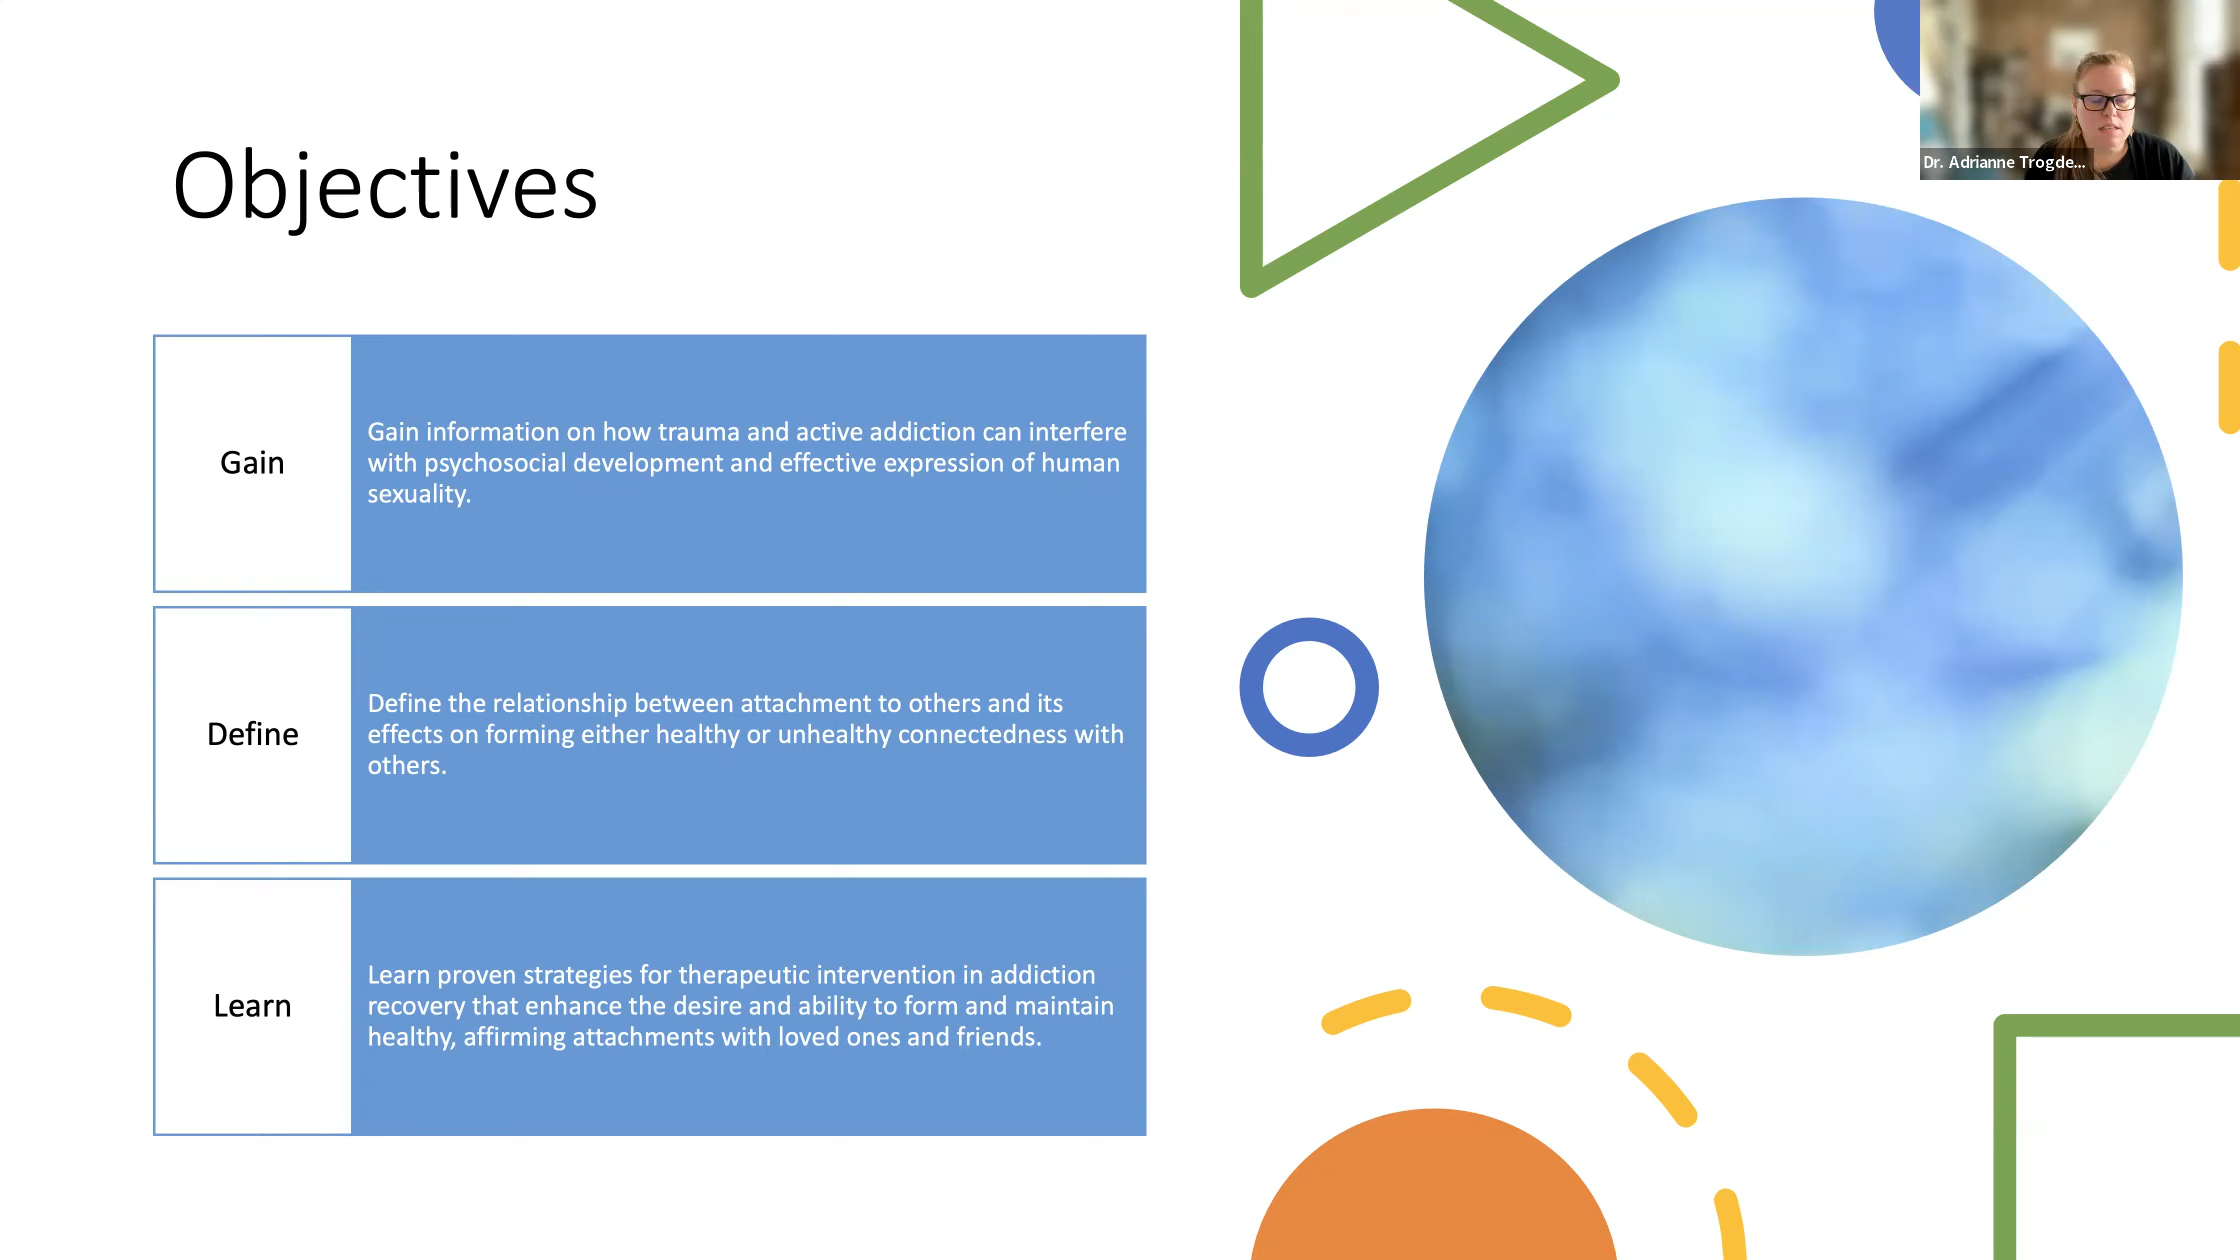 Objectives
Gain
Gain information on how trauma and active addiction can interfere
with psychosocial development and effective expression of human
sexuality.
Define
Define the relationship between attachment to others and its
effects on forming either healthy or unhealthy connectedness with
others.
Learn
Learn proven strategies for therapeutic intervention in addiction
recovery that enhance the desire and ability to form and maintain
healthy, affirming attachments with loved ones and friends.
Dr. Adrianne Trogde...